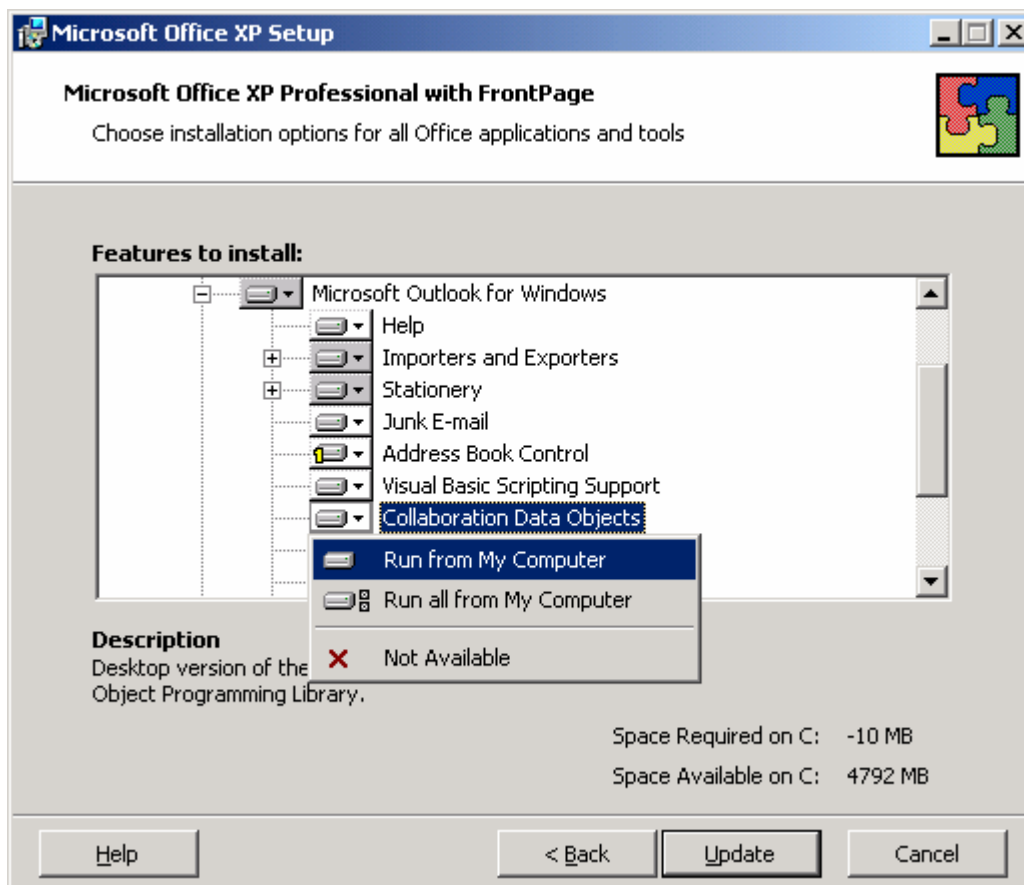 Microsoft Office XP Setup
Microsoft Office XP Professional with FrontPage
Choose installation options for all Office applications and tools
Features to install:
Microsoft Outlook for Windows
Help
Importers and Exporters
Stationery
Junk E-mail
1 Address Book Control
Visual Basic Scripting Support
Collaboration Data Objects
Run from My Computer
Run all from My Computer
Not Available
Description
Desktop version of the
Object Programming Library.
Space Required on C: -10 MB
Space Available on C: 4792 MB
Help < Back Update Cancel